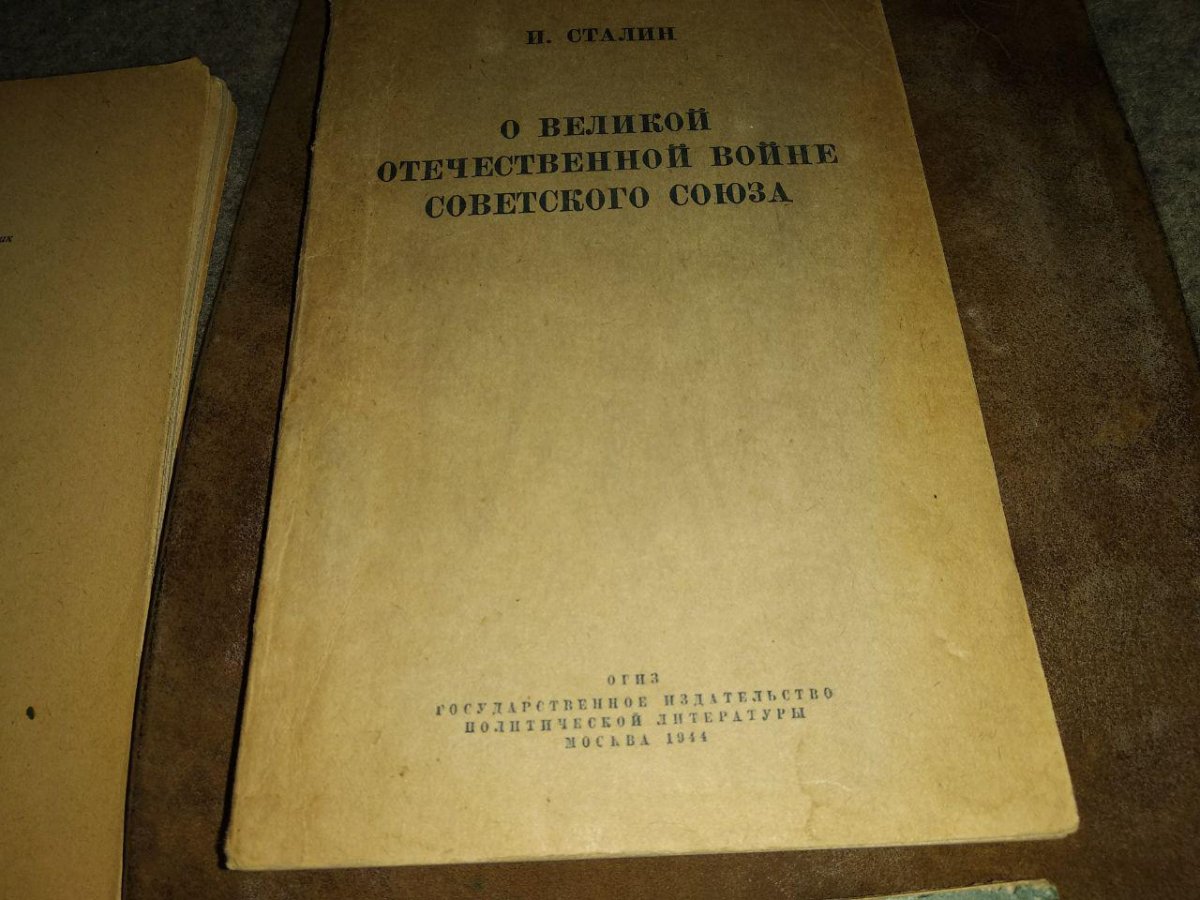 И. СТАЛИН
О ВЕЛИКОЙ
ОТЕЧЕСТВЕННОЙ ВОЙНЕ
СОВЕТСКОГО СОЮЗА
ОГИЗ
ГОСУДАРСТВЕННОЕ ИЗДАТЕЛЬСТВО
ПОЛИТИЧЕСКОЙ ЛИТЕРАТУРЫ
МОСКВА 1944